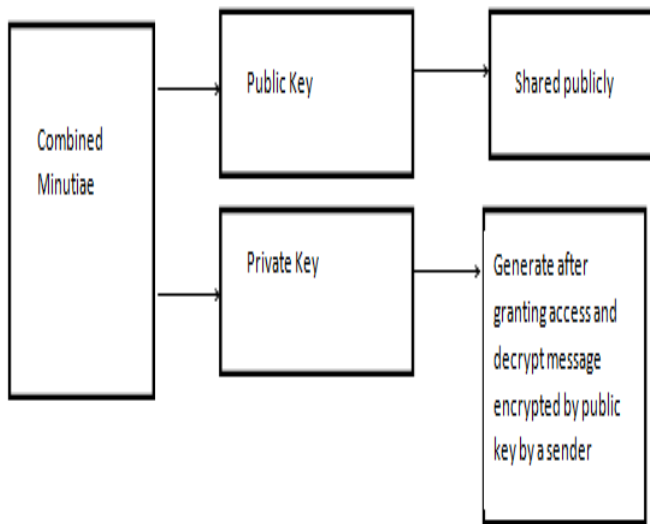 Combined
Minutiae
Public Key
Shared publicly
Private Key
Generate after
granting access and
decrypt message
encrypted by public
key by a sender